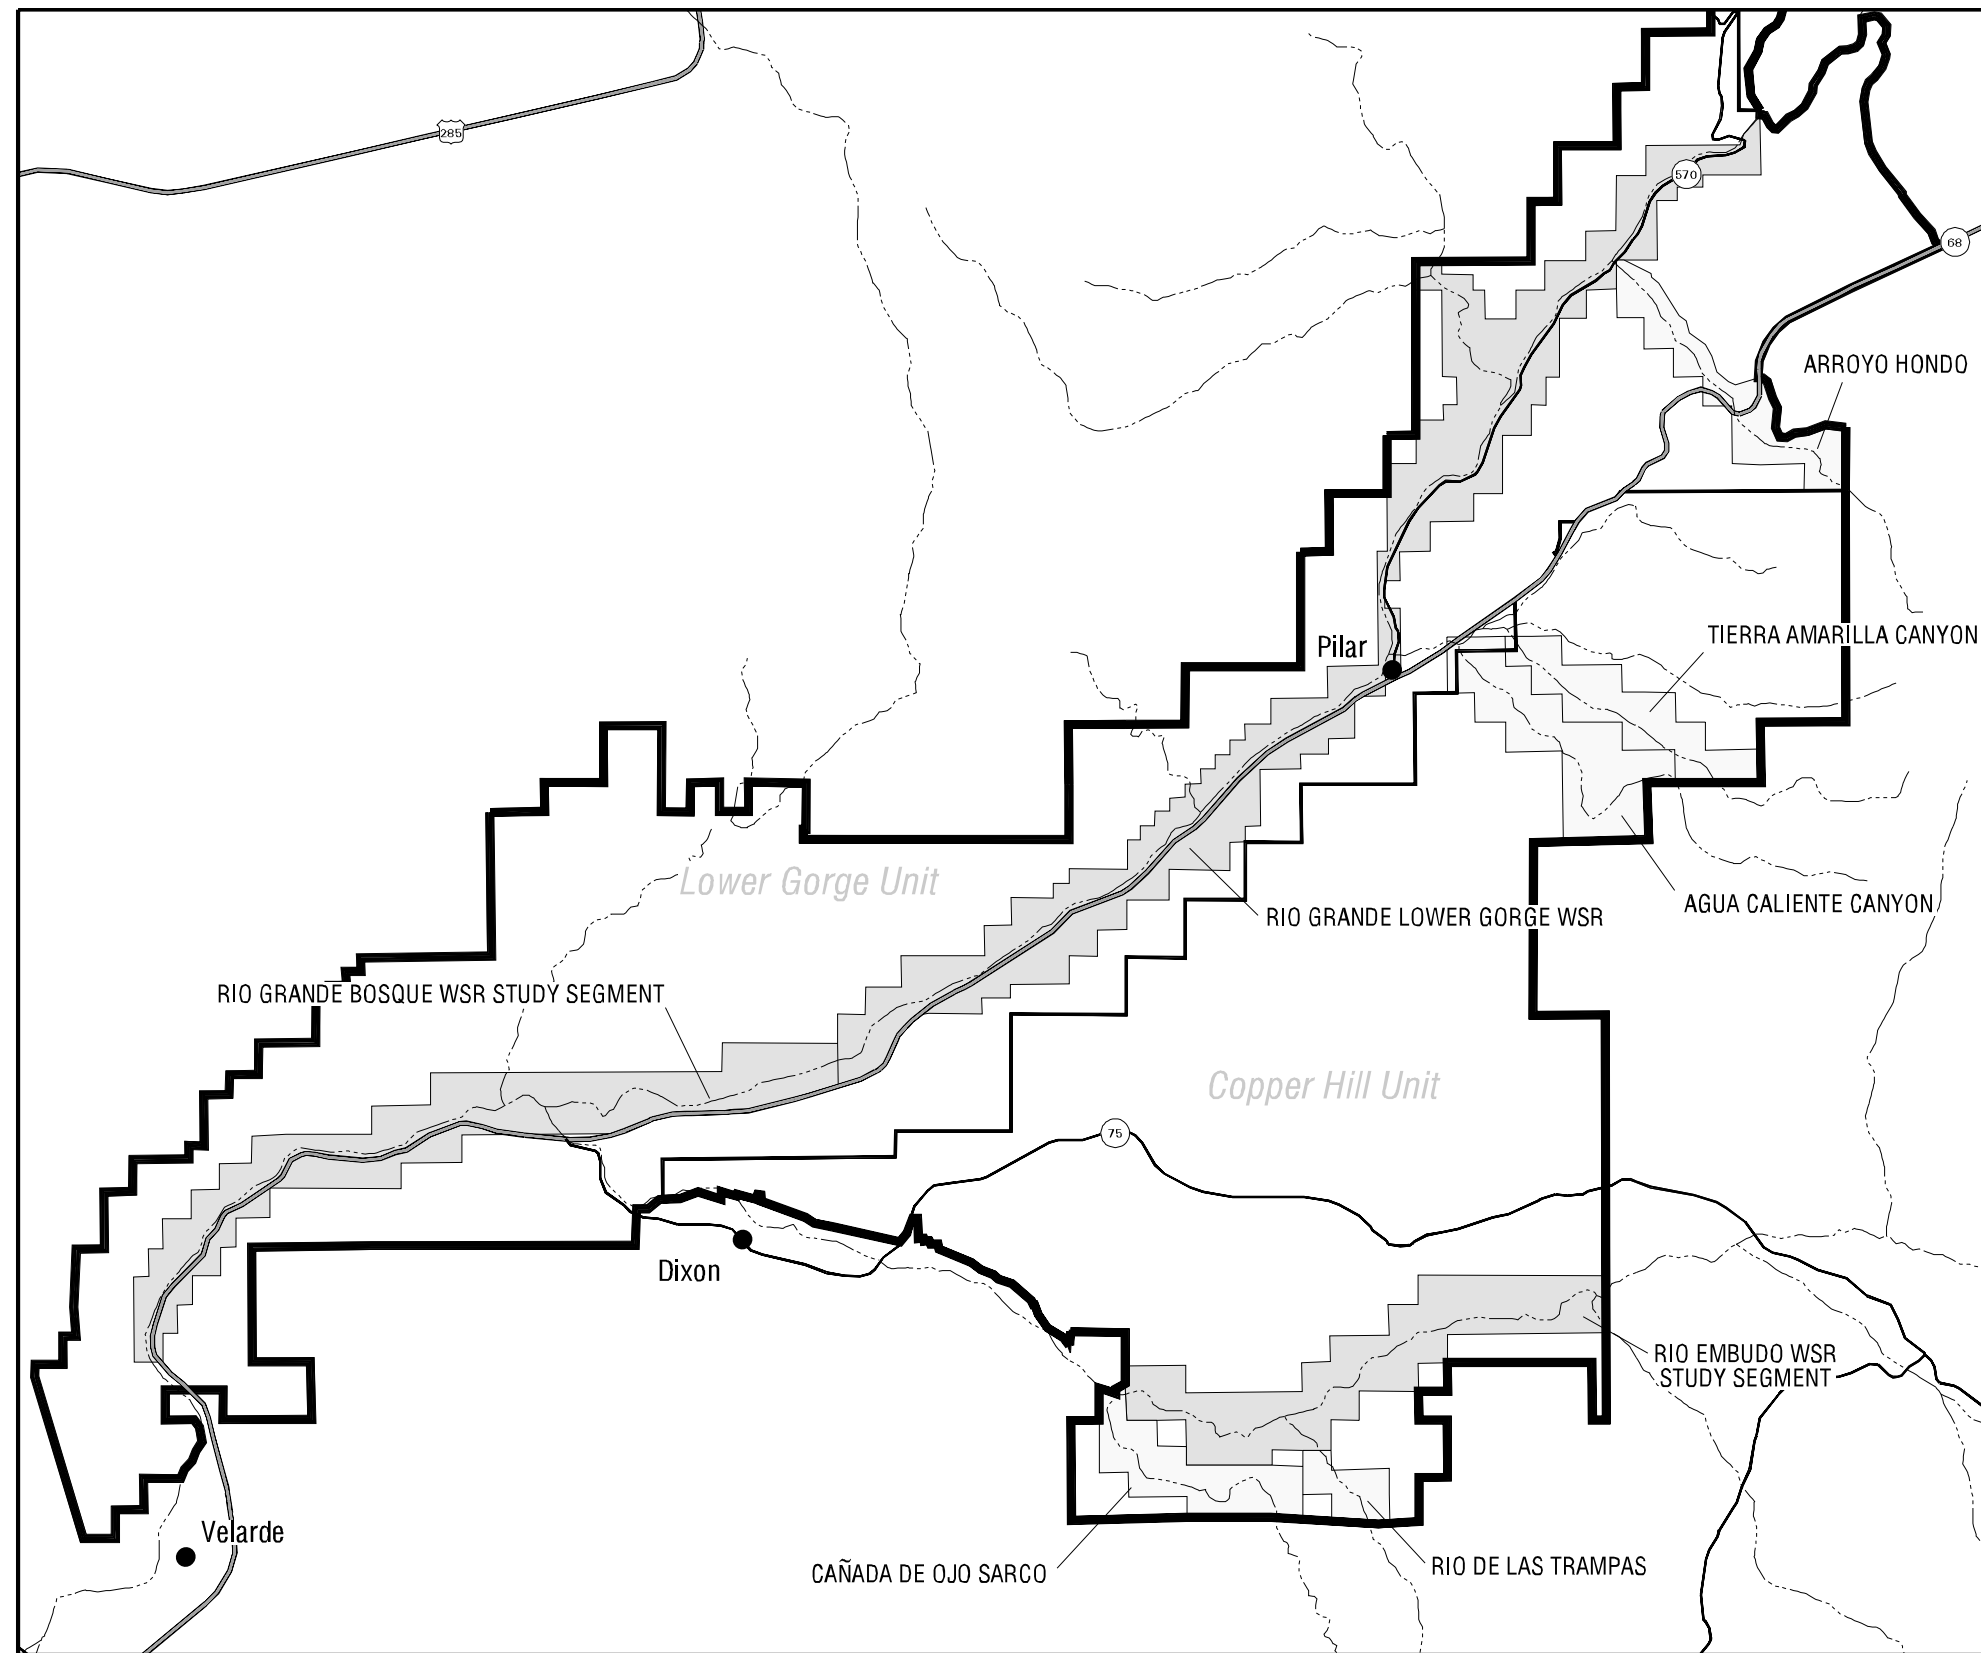 285
570
68
ARROYO HONDO
TIERRA AMARILLA CANYON
Pilar
Lower Gorge Unit
AGUA CALIENTE CANYON
RIO GRANDE LOWER GORGE WSR
RIO GRANDE BOSQUE WSR STUDY SEGMENT
Copper Hill Unit
75
Dixon
RIO EMBUDO WSR
STUDY SEGMENT
Velarde
CAÑADA DE OJO SARCO
RIO DE LAS TRAMPAS